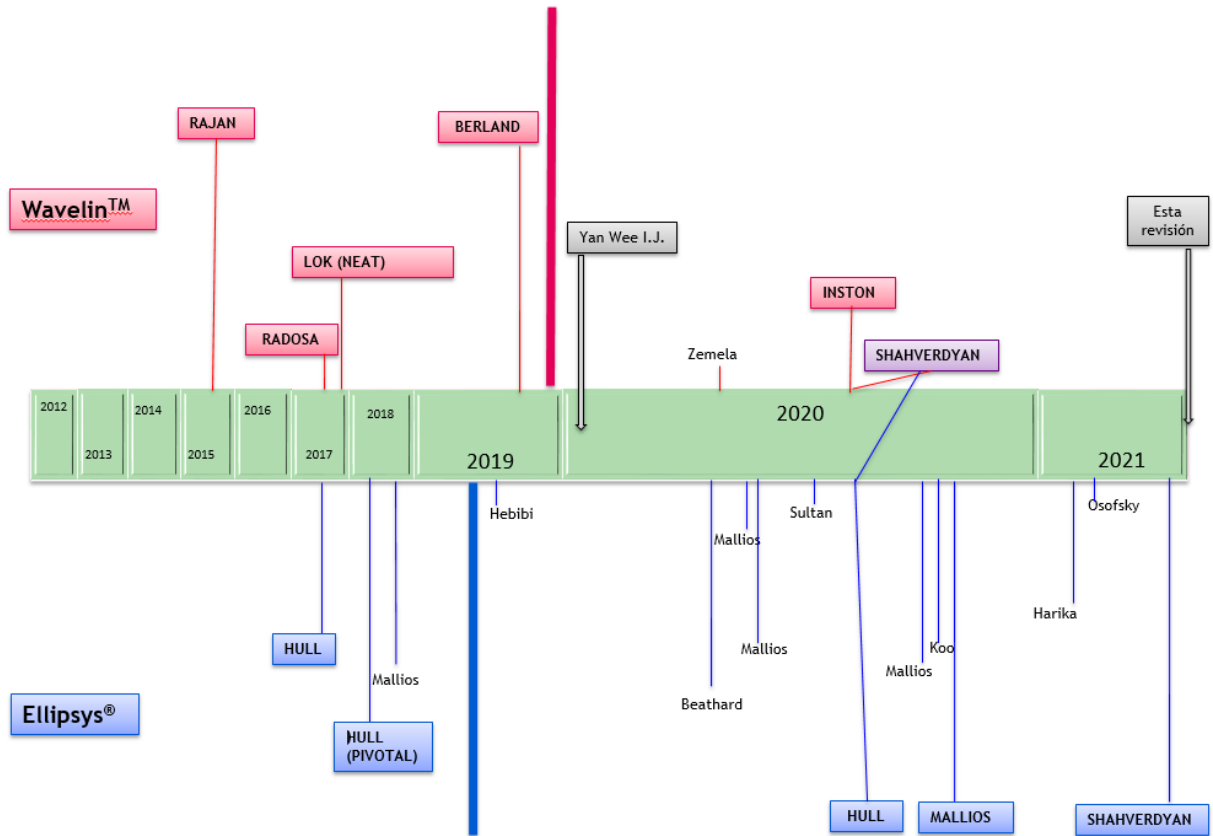 RAJAN
BERLAND
Wavelin™
Yan Wee I.J.
Esta
revisión
LOK (NEAT)
INSTON
RADOSA
Zemela
SHAHVERDYAN
2012
2013
2014
2015
2016
2017
2018
2019
2020
2021
Hebibi
Mallios
Sultan
Osofsky
Harika
HULL
Mallios
Mallios
Koo
Mallios
Beathard
Ellipsys®
HULL
(PIVOTAL)
HULL
MALLIOS
SHAHVERDYAN